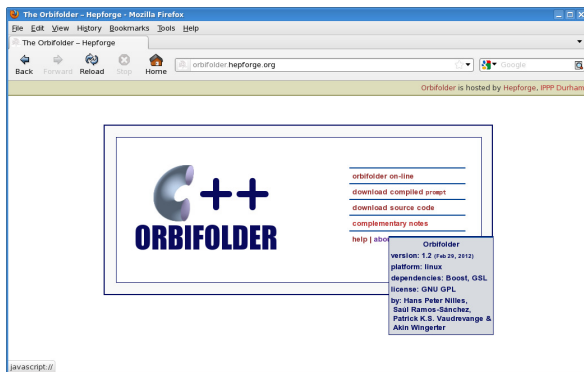 The Orbifolder – Hepforge - Mozilla Firefox
File Edit View History Bookmarks Tools Help
The Orbifolder – Hepforge
Back Forward Reload Stop Home orbifolder.hepforge.org Google
Orbifolder is hosted by Hepforge, IPPP Durham
C++
ORBIFOLDER
orbifolder on-line
download compiled prompt
download source code
complementary notes
help | abou
Orbifolder
version: 1.2 (Feb 29, 2012)
platform: linux
dependencies: Boost, GSL
license: GNU GPL
by: Hans Peter Nilles,
Saúl Ramos-Sánchez,
Patrick K.S. Vaudrevange &
Akin Wingerter
javascript://